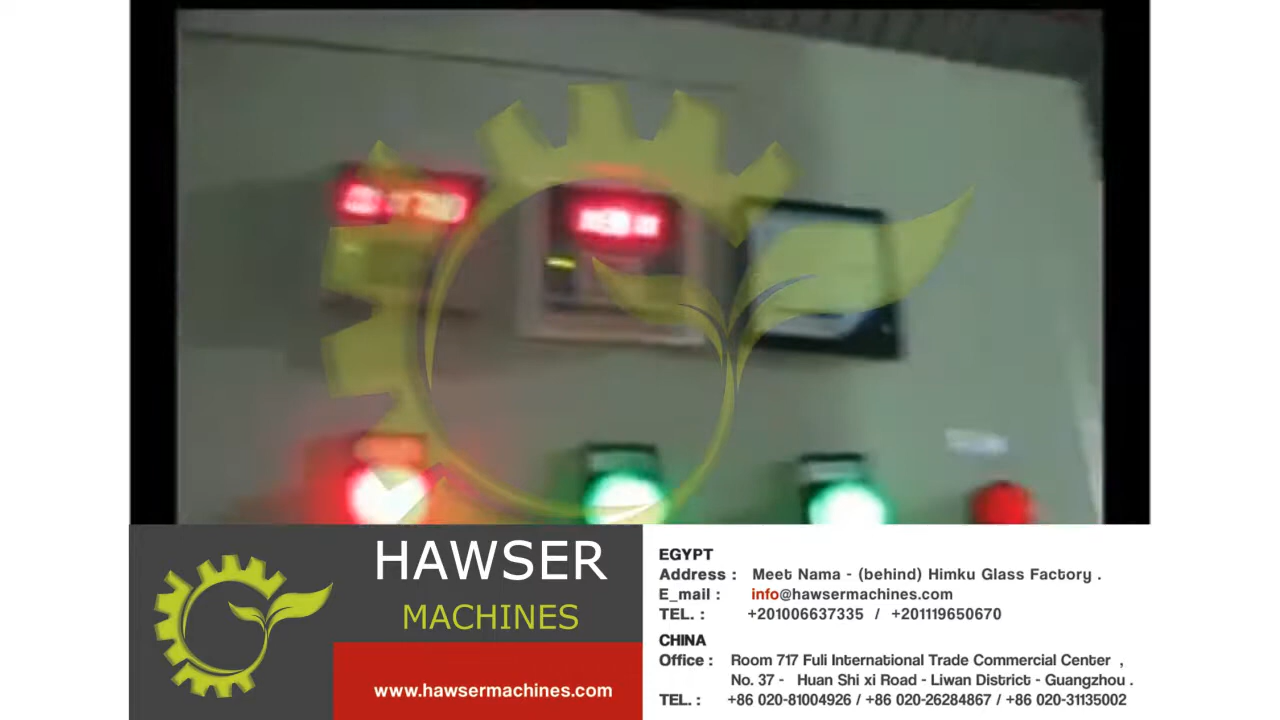 HAWSER
MACHINES
www.hawsermachines.com
EGYPT
Address : Meet Nama - (behind) Himku Glass Factory .
E_mail : info@hawsermachines.com
TEL. : +201006637335 / +201119650670
CHINA
Office : Room 717 Fuli International Trade Commercial Center ,
No. 37 - Huan Shi xi Road - Liwan District - Guangzhou .
TEL. : +86 020-81004926 / +86 020-26284867 / +86 020-31135002